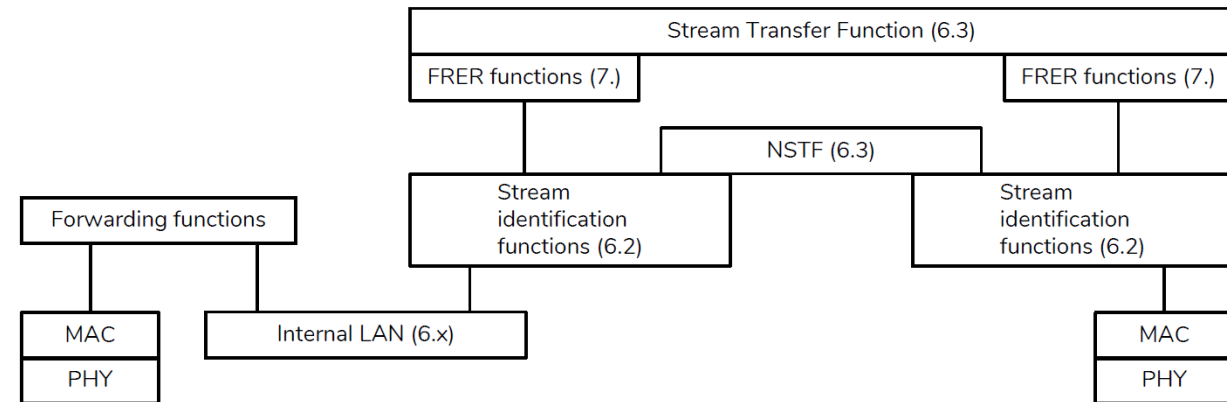 Stream Transfer Function (6.3)
FRER functions (7.)
FRER functions (7.)
NSTF (6.3)
Stream
identification
functions (6.2)
Stream
identification
functions (6.2)
Forwarding functions
MAC
Internal LAN (6.x)
MAC
PHY
PHY